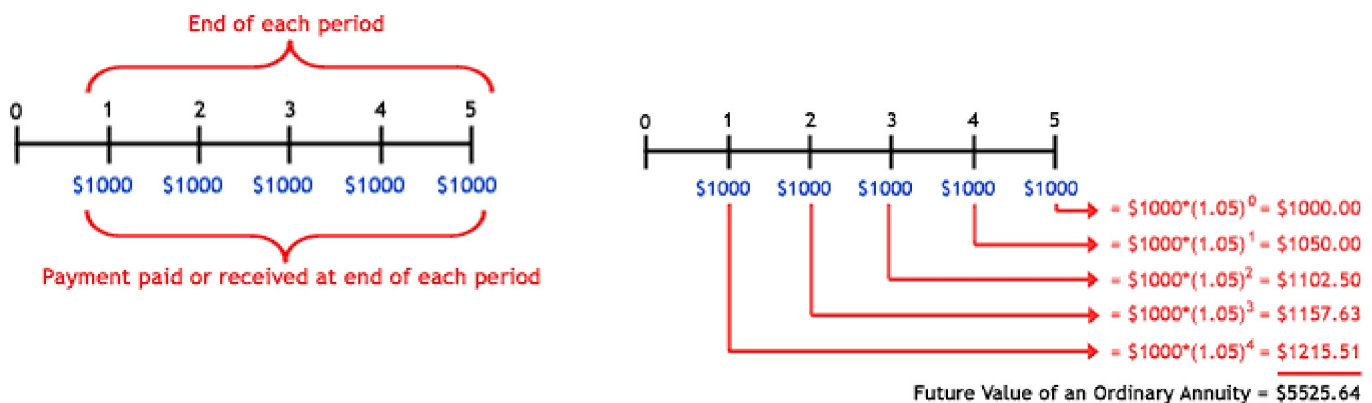 End of each period
0 1 2 3 4 5
$1000 $1000 $1000 $1000 $1000
Payment paid or received at end of each period
0 1 2 3 4 5
$1000 $1000 $1000 $1000 $1000
= $1000*(1.05)⁰ = $1000.00
= $1000*(1.05)¹ = $1050.00
= $1000*(1.05)² = $1102.50
= $1000*(1.05)³ = $1157.63
= $1000*(1.05)⁴ = $1215.51
Future Value of an Ordinary Annuity = $5525.64